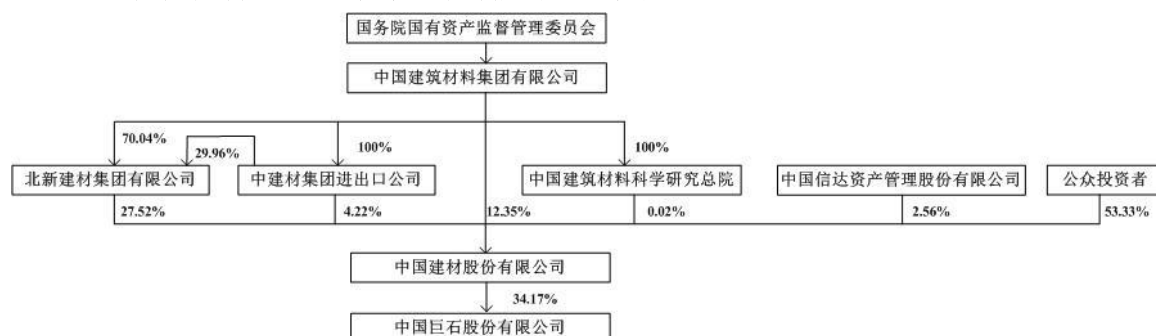 国务院国有资产监督管理委员会
中国建筑材料集团有限公司
70.04%
29.96%
100%
100%
北新建材集团有限公司
中建材集团进出口公司
中国建筑材料科学研究总院
中国信达资产管理股份有限公司
公众投资者
27.52%
4.22%
12.35%
0.02%
2.56%
53.33%
中国建材股份有限公司
34.17%
中国巨石股份有限公司